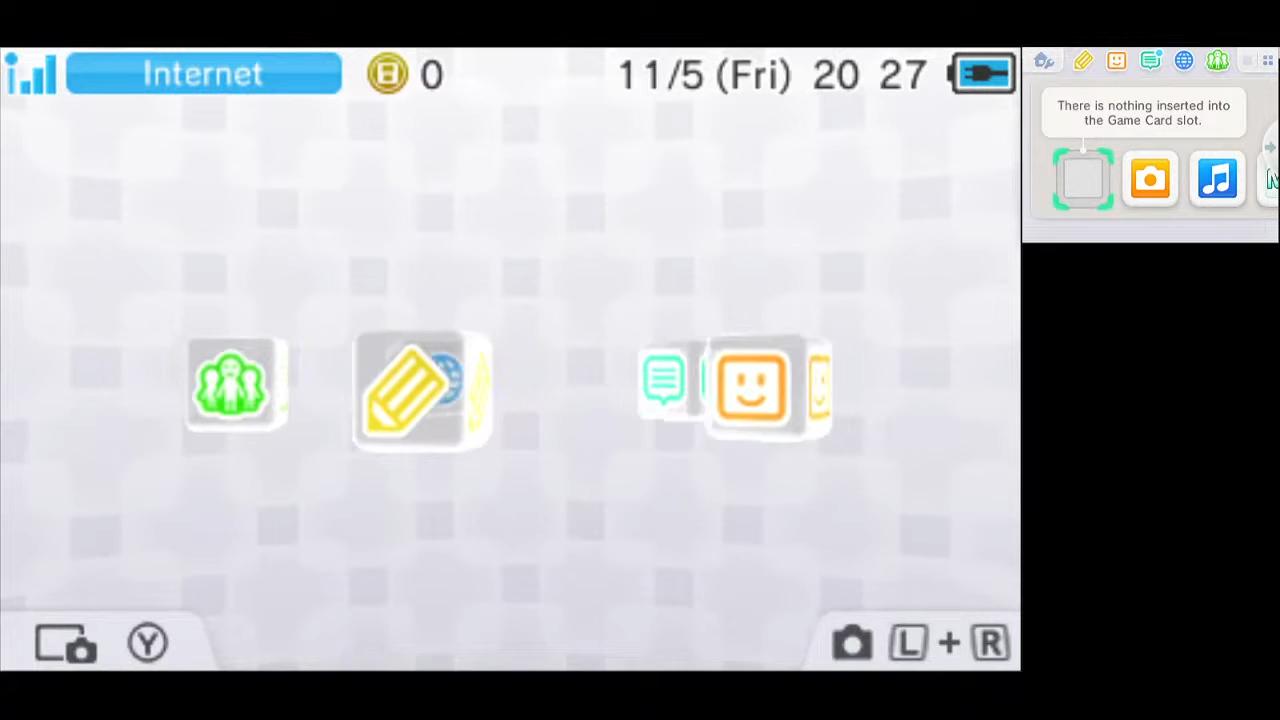 Internet
0
11/5 (Fri) 20 27
There is nothing inserted into
the Game Card slot.
Y
L + R